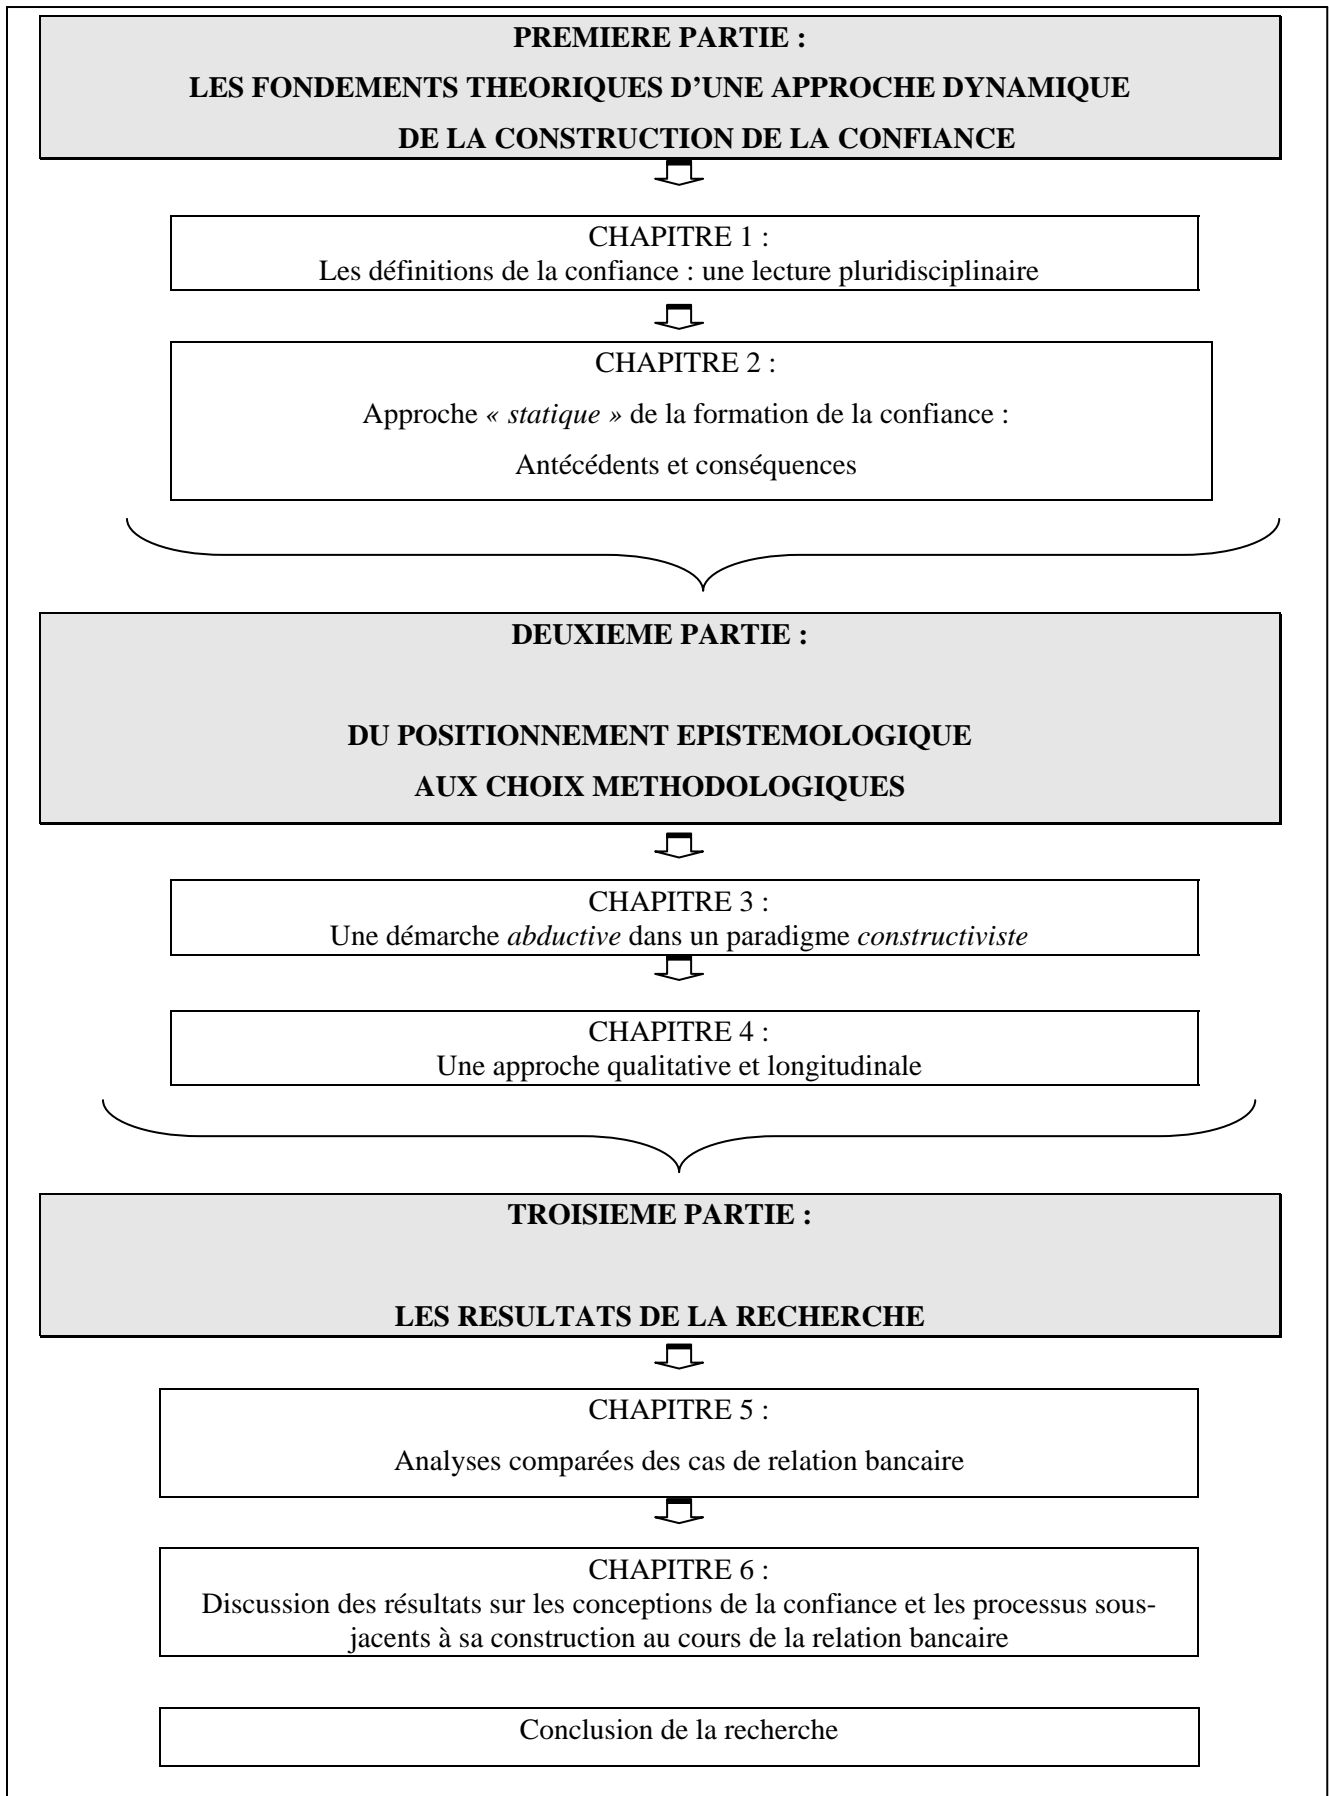 PREMIERE PARTIE :
LES FONDEMENTS THEORIQUES D’UNE APPROCHE DYNAMIQUE
DE LA CONSTRUCTION DE LA CONFIANCE
CHAPITRE 1 :
Les définitions de la confiance : une lecture pluridisciplinaire
CHAPITRE 2 :
Approche « statique » de la formation de la confiance :
Antécédents et conséquences
DEUXIEME PARTIE :
DU POSITIONNEMENT EPISTEMOLOGIQUE
AUX CHOIX METHODOLOGIQUES
CHAPITRE 3 :
Une démarche abductive dans un paradigme constructiviste
CHAPITRE 4 :
Une approche qualitative et longitudinale
TROISIEME PARTIE :
LES RESULTATS DE LA RECHERCHE
CHAPITRE 5 :
Analyses comparées des cas de relation bancaire
CHAPITRE 6 :
Discussion des résultats sur les conceptions de la confiance et les processus sous-
jacents à sa construction au cours de la relation bancaire
Conclusion de la recherche